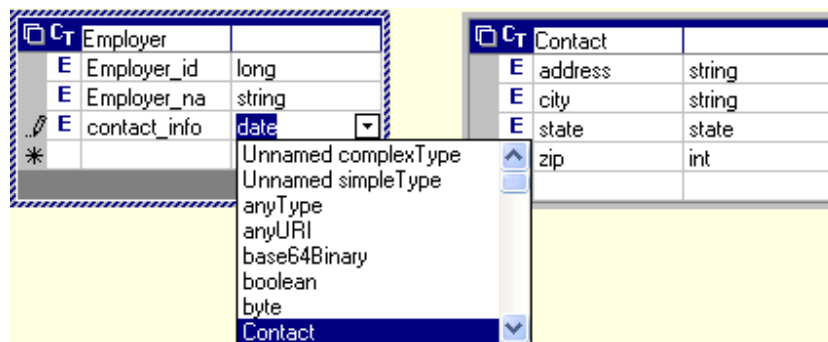 CT Employer
E Employer_id long
E Employer_na string
E contact_info date
Unnamed complexType
Unnamed simpleType
anyType
anyURI
base64Binary
boolean
byte
Contact
CT Contact
E address string
E city string
E state state
zip int